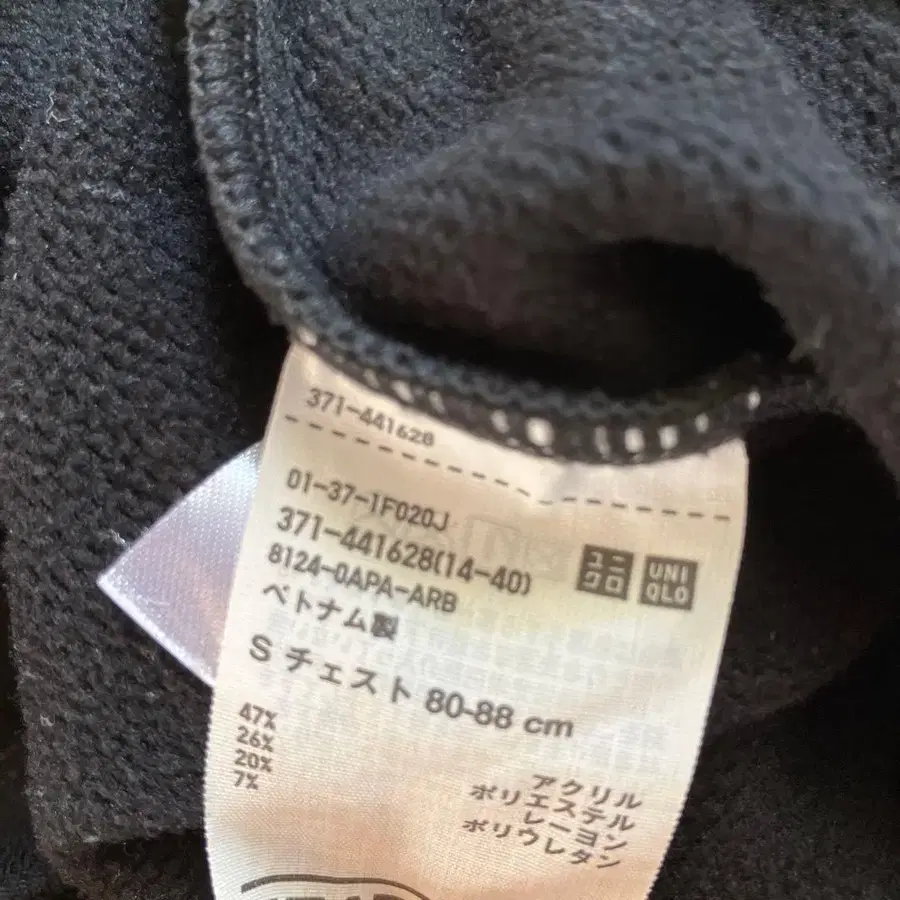 371-441628
01-37-1F020J
371-441628(14-40)
8124-0APA-ARB
ユニ
クロ
UNI
QLO
ベトナム製
S チェスト 80-88 cm
47% アクリル
26% ポリエステル
20% レーヨン
7% ポリウレタン